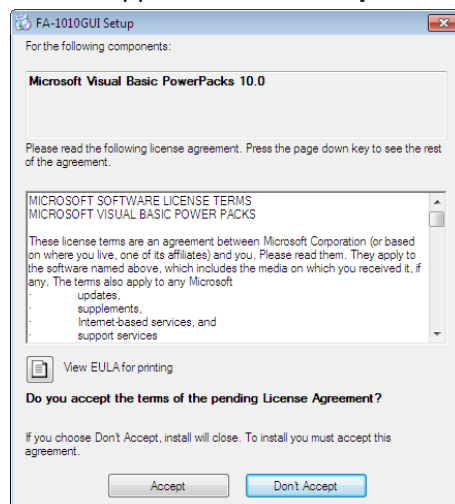 FA-1010GUI Setup
For the following components:
Microsoft Visual Basic PowerPacks 10.0
Please read the following license agreement. Press the page down key to see the rest
of the agreement.
MICROSOFT SOFTWARE LICENSE TERMS
MICROSOFT VISUAL BASIC POWER PACKS
These license terms are an agreement between Microsoft Corporation (or based
on where you live, one of its affiliates) and you. Please read them. They apply to
the software named above, which includes the media on which you received it, if
any. The terms also apply to any Microsoft
· updates,
· supplements,
· Internet-based services, and
· support services
View EULA for printing
Do you accept the terms of the pending License Agreement?
If you choose Don't Accept, install will close. To install you must accept this
agreement.
Accept
Don't Accept